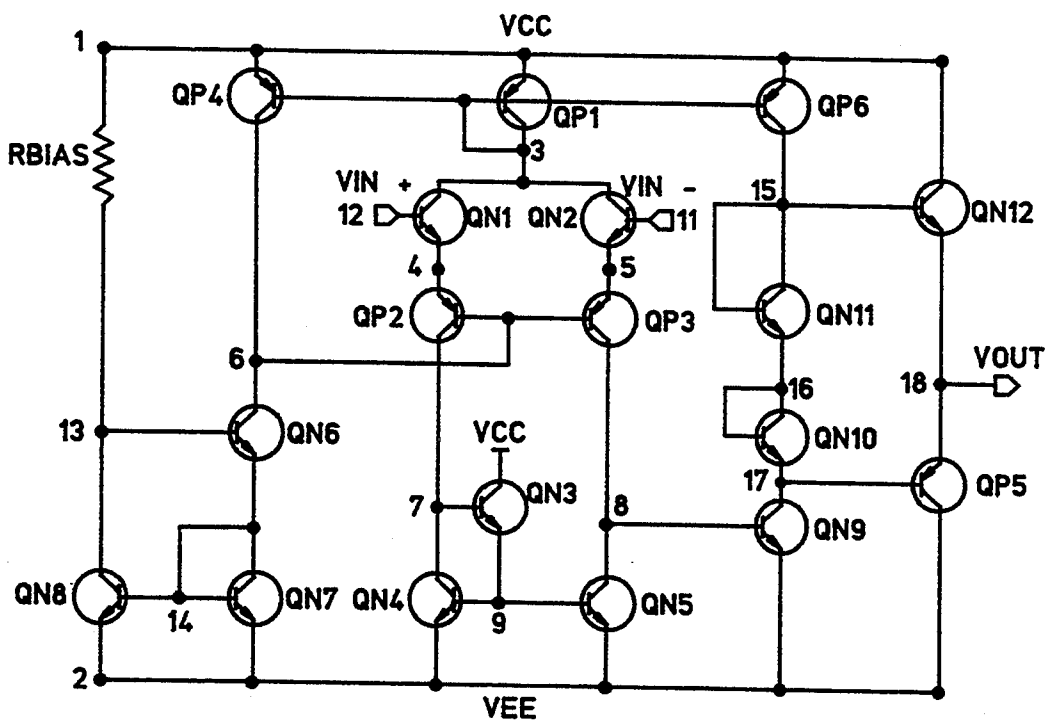 1
VCC
QP4
QP1
QP6
RBIAS
3
VIN +
VIN -
12
QN1
QN2
11
15
QN12
4
5
QP2
QP3
QN11
6
VOUT
16
18
13
QN6
VCC
QN10
QN3
17
QP5
7
8
QN9
QN8
QN7
QN4
QN5
14
9
2
VEE